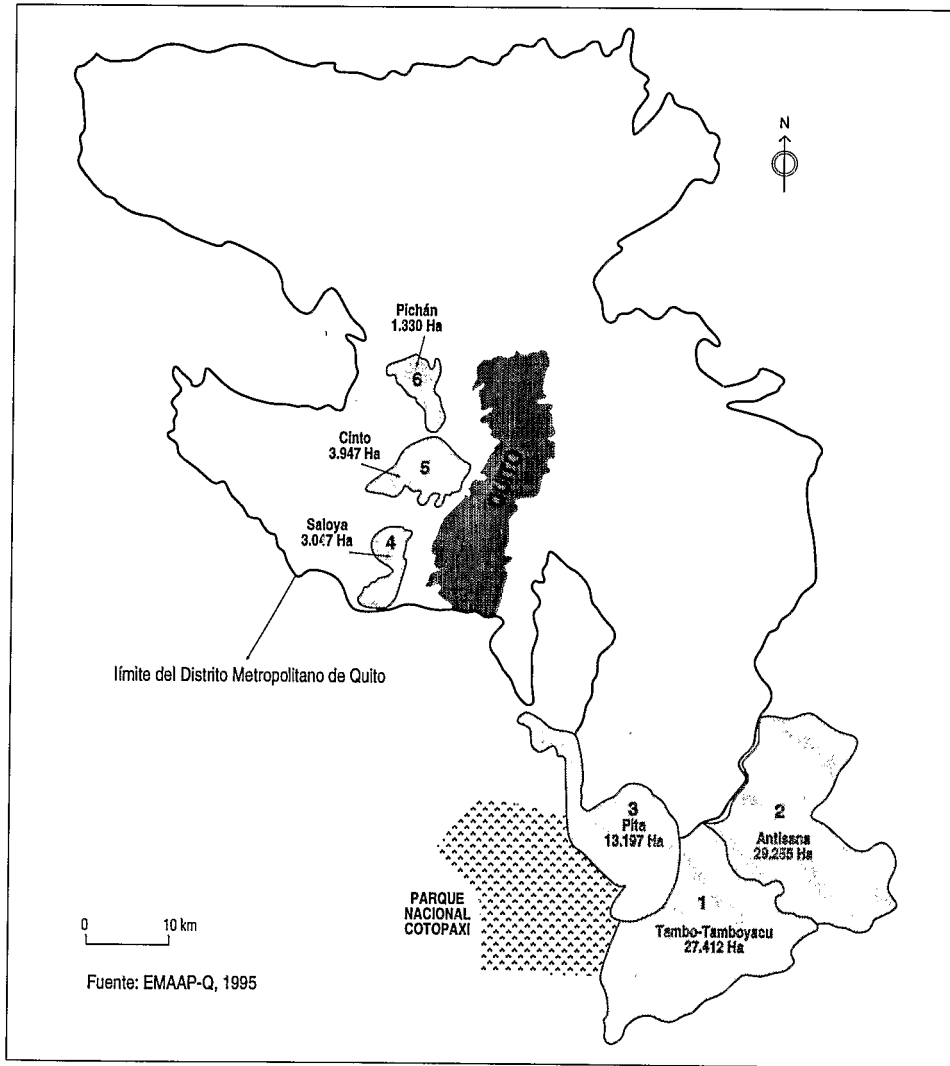 N
Pichán
1.330 Ha
6
Cinto
3.947 Ha
5
QUITO
Saloya
3.047 Ha
4
límite del Distrito Metropolitano de Quito
3
Pita
13.197 Ha
2
Antisana
29.265 Ha
PARQUE
NACIONAL
COTOPAXI
1
Tambo-Tamboyacu
27.412 Ha
0 10 km
Fuente: EMAAP-Q, 1995